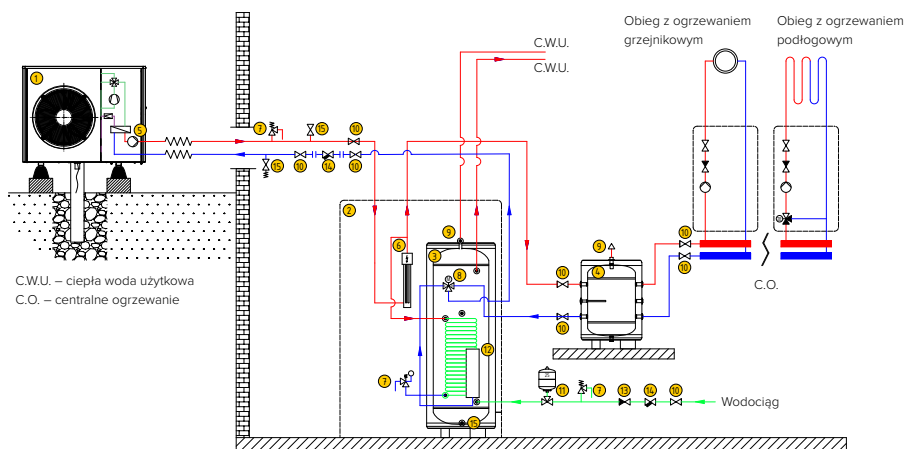 Obieg z ogrzewaniem
grzejnikowym
Obieg z ogrzewaniem
podłogowym
C.W.U.
C.W.U.
1
5
7
15
10
15
10
14
10
2
9
3
6
8
12
7
15
9
4
10
10
10
10
C.O.
C.W.U. – ciepła woda użytkowa
C.O. – centralne ogrzewanie
25
11
7
13
14
10
Wodociąg